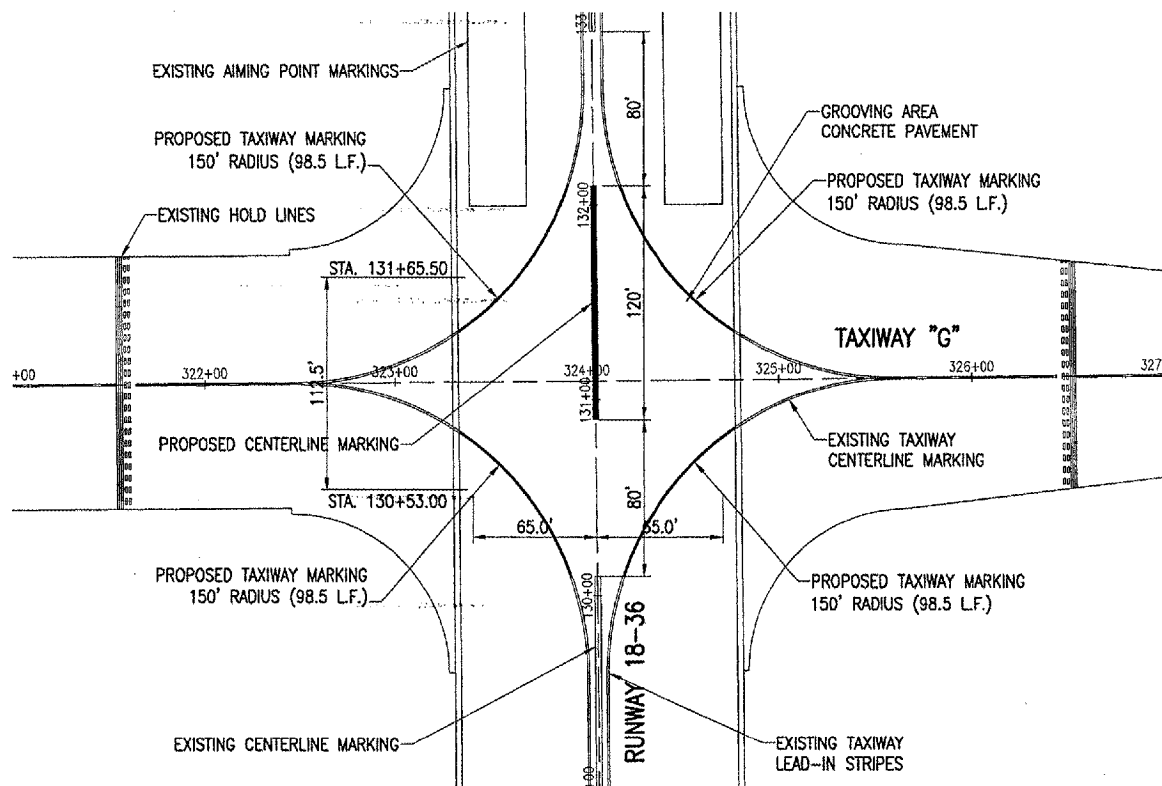 133
EXISTING AIMING POINT MARKINGS
80'
GROOVING AREA
CONCRETE PAVEMENT
PROPOSED TAXIWAY MARKING
150' RADIUS (98.5 L.F.)
PROPOSED TAXIWAY MARKING
150' RADIUS (98.5 L.F.)
EXISTING HOLD LINES
132+00
STA. 131+65.50
120'
TAXIWAY "G"
+00
322+00
323+00
324+00
325+00
326+00
327
112.5'
131+00
PROPOSED CENTERLINE MARKING
EXISTING TAXIWAY
CENTERLINE MARKING
STA. 130+53.00
80'
65.0'
65.0'
PROPOSED TAXIWAY MARKING
150' RADIUS (98.5 L.F.)
130+00
PROPOSED TAXIWAY MARKING
150' RADIUS (98.5 L.F.)
RUNWAY 18-36
EXISTING CENTERLINE MARKING
EXISTING TAXIWAY
LEAD-IN STRIPES
+00